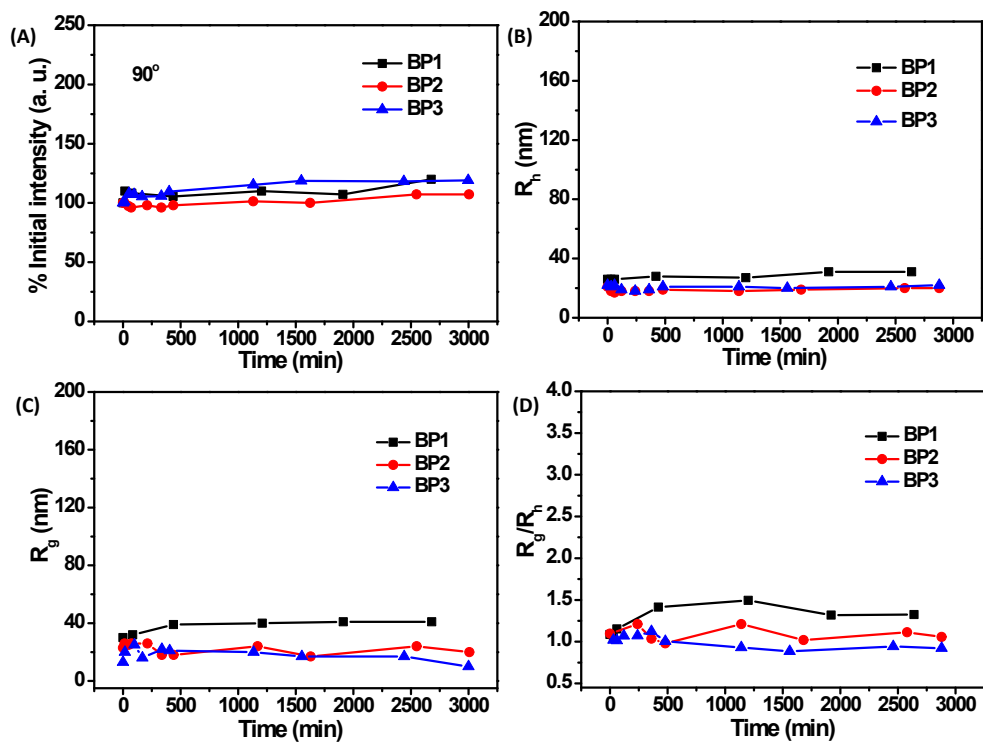 (A)
250
200
150
100
50
0
% Initial intensity (a. u.)
90°
BP1
BP2
BP3
0 500 1000 1500 2000 2500 3000
Time (min)
(B)
200
160
120
80
40
0
Rh (nm)
BP1
BP2
BP3
0 500 1000 1500 2000 2500 3000
Time (min)
(C)
200
160
120
80
40
0
Rg (nm)
BP1
BP2
BP3
0 500 1000 1500 2000 2500 3000
Time (min)
(D)
4.0
3.5
3.0
2.5
2.0
1.5
1.0
0.5
Rg/Rh
BP1
BP2
BP3
0 500 1000 1500 2000 2500 3000
Time (min)